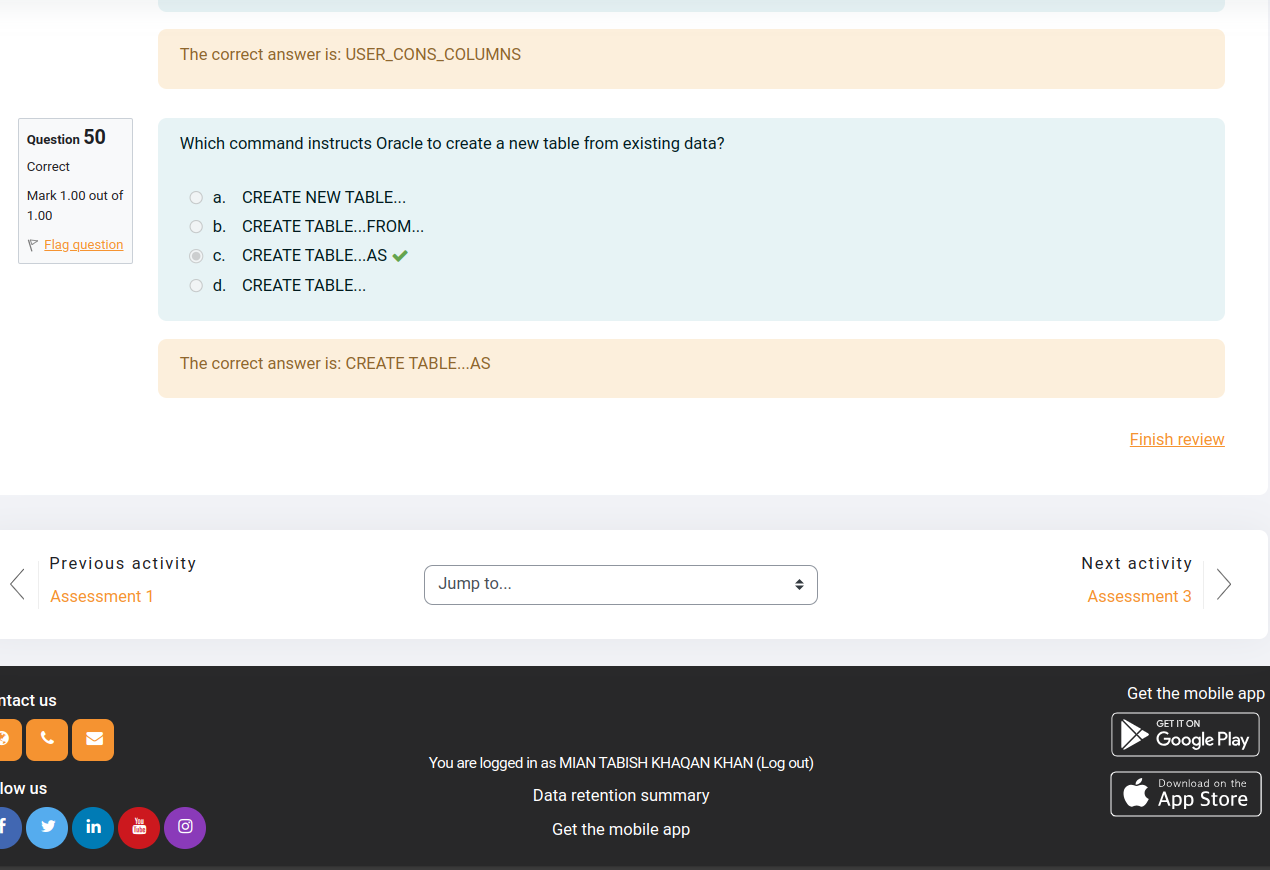 The correct answer is: USER_CONS_COLUMNS
Question 50
Correct
Mark 1.00 out of
1.00
Flag question
Which command instructs Oracle to create a new table from existing data?
a. CREATE NEW TABLE...
b. CREATE TABLE...FROM...
c. CREATE TABLE...AS
d. CREATE TABLE...
The correct answer is: CREATE TABLE...AS
Finish review
Previous activity
Assessment 1
Jump to...
Next activity
Assessment 3
ntact us
low us
You are logged in as MIAN TABISH KHAQAN KHAN (Log out)
Data retention summary
Get the mobile app
Get the mobile app
GET IT ON
Google Play
Download on the
App Store